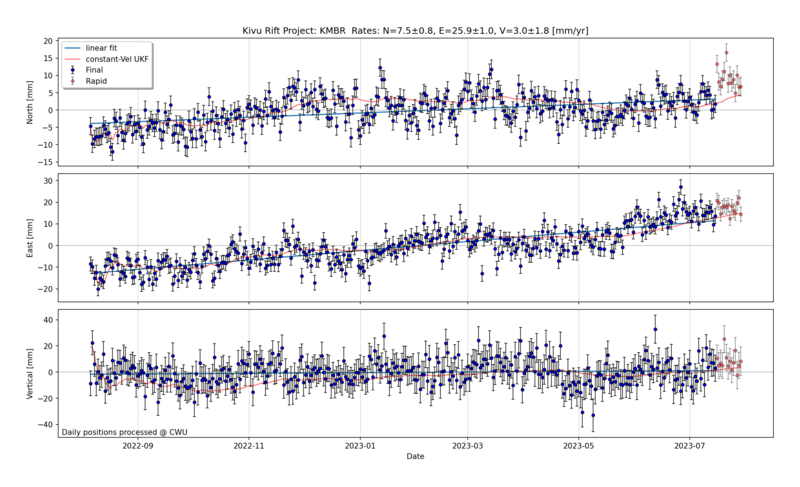 Kivu Rift Project: KMBR Rates: N=7.5±0.8, E=25.9±1.0, V=3.0±1.8 [mm/yr]
linear fit
constant-Vel UKF
Final
Rapid
North [mm]
20
15
10
5
0
−5
−10
−15
East [mm]
30
20
10
0
−10
−20
Vertical [mm]
40
20
0
−20
−40
Daily positions processed @ CWU
2022-09
2022-11
2023-01
2023-03
2023-05
2023-07
Date